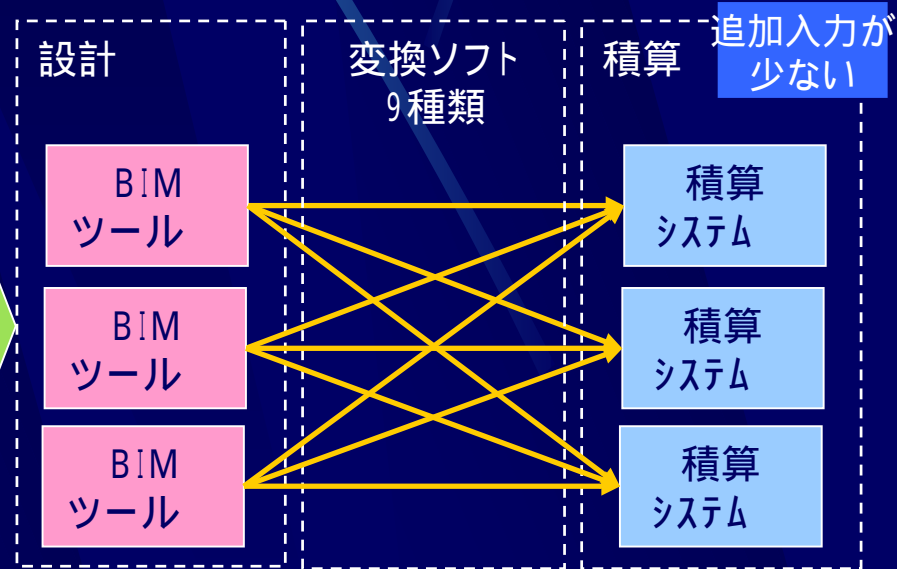 設計
変換ソフト
9種類
積算
追加入力が
少ない
BIM
ツール
積算
システム
BIM
ツール
積算
システム
BIM
ツール
積算
システム